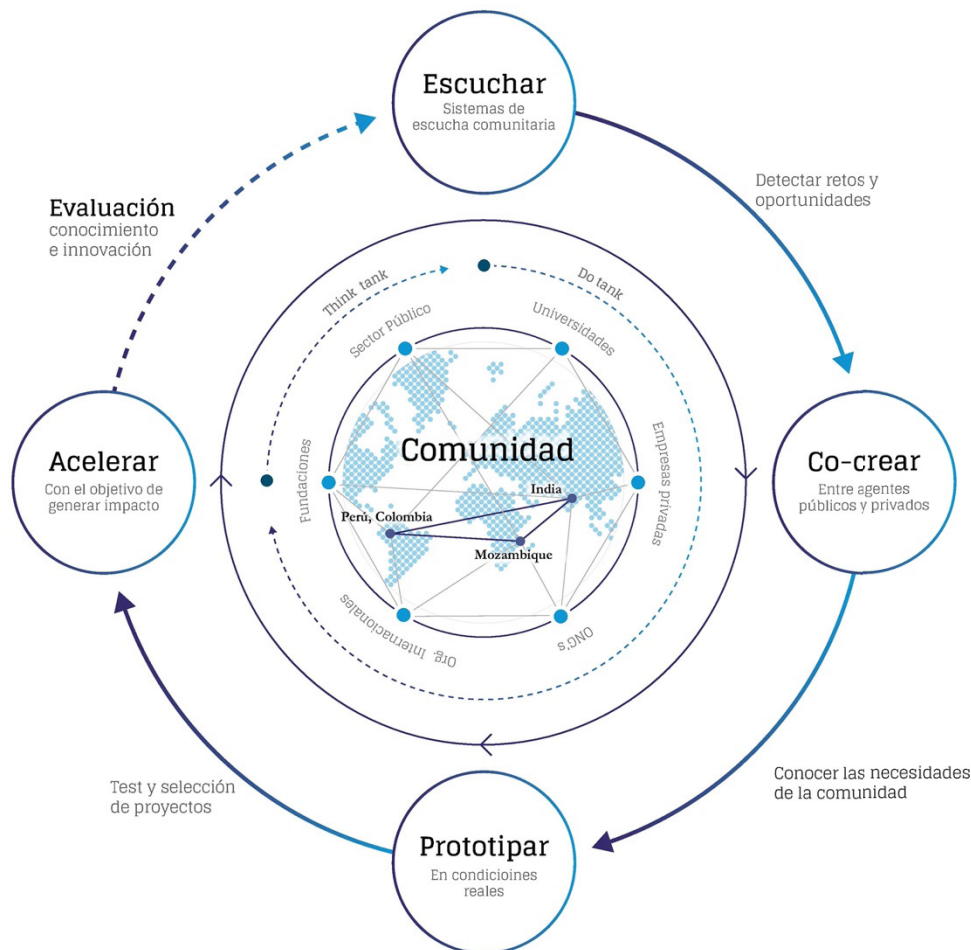 Escuchar
Sistemas de
escucha comunitaria
Detectar retos y
oportunidades
Evaluación
conocimiento
e innovación
Think tank
Do tank
Sector Público
Universidades
Fundaciones
Empresas privadas
Comunidad
India
Perú, Colombia
Mozambique
Org. Internacionales
ONG's
Acelerar
Con el objetivo de
generar impacto
Co-crear
Entre agentes
públicos y privados
Test y selección
de proyectos
Conocer las necesidades
de la comunidad
Prototipar
En condicioines
reales